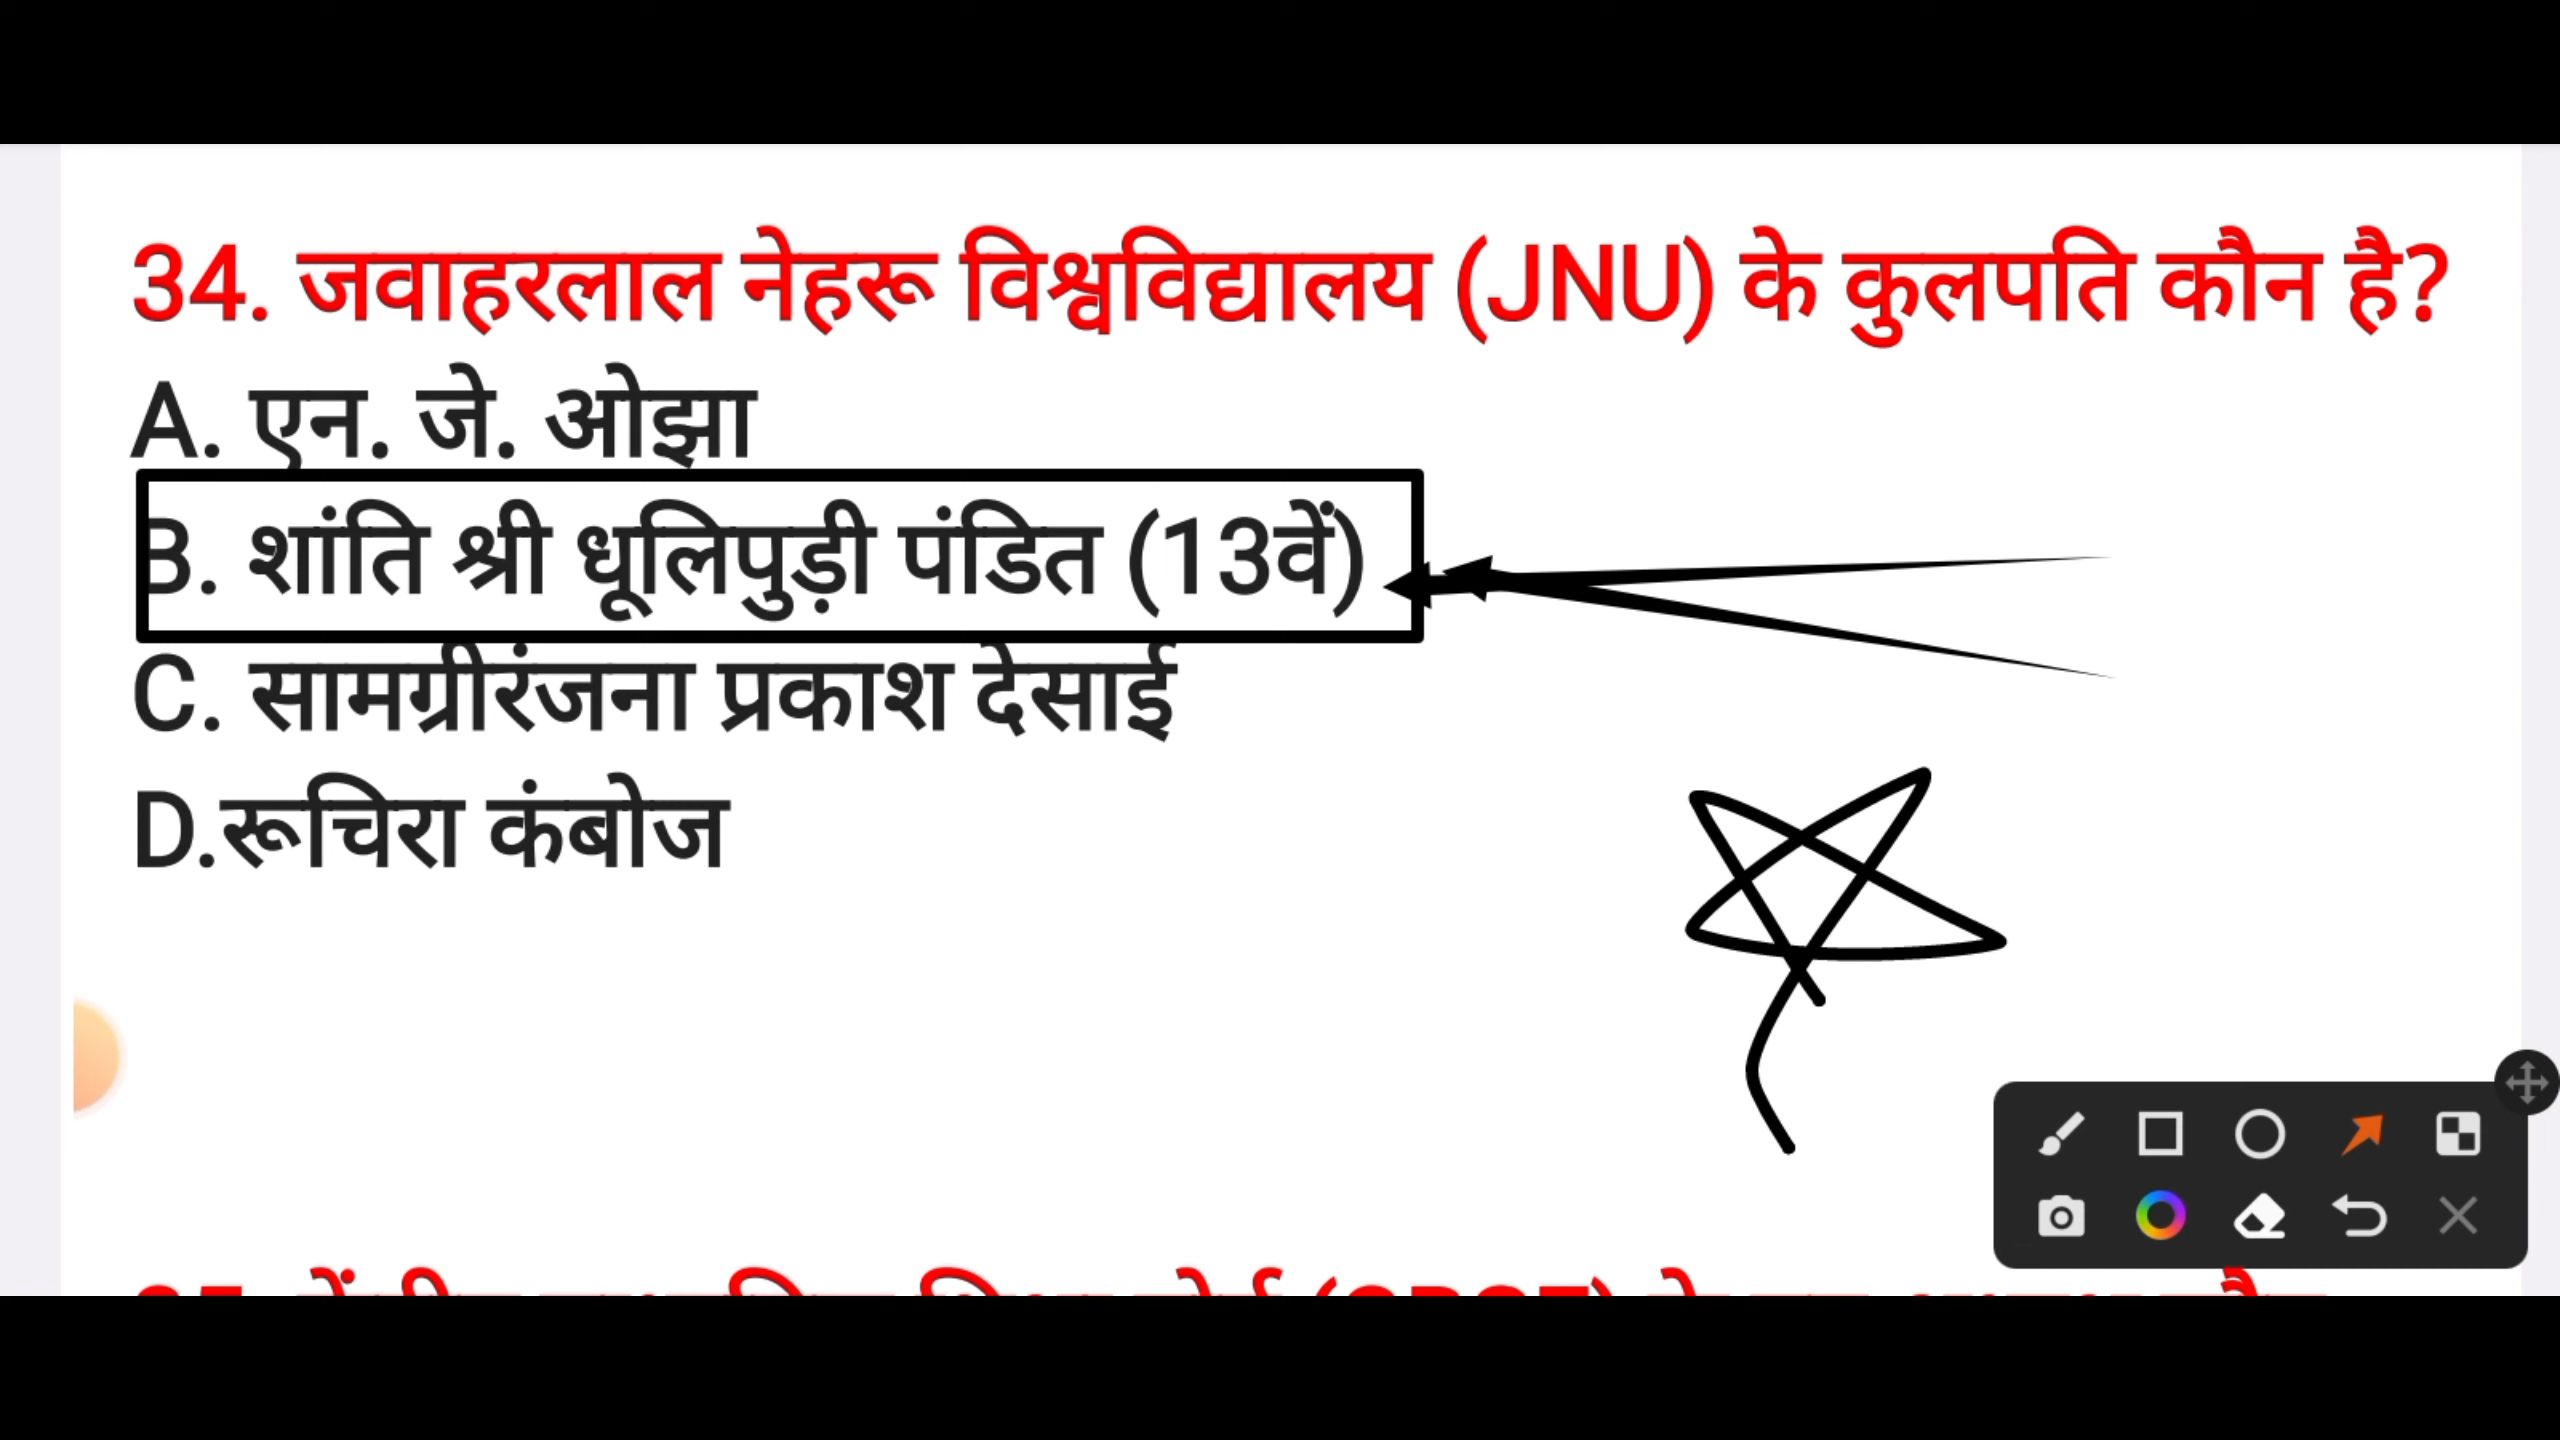 34. जवाहरलाल नेहरू विश्वविद्यालय (JNU) के कुलपति कौन है?
A. एन. जे. ओझा
B. शांति श्री धूलिपुड़ी पंडित (13वें)
C. सामग्रीरंजना प्रकाश देसाई
D.रूचिरा कंबोज